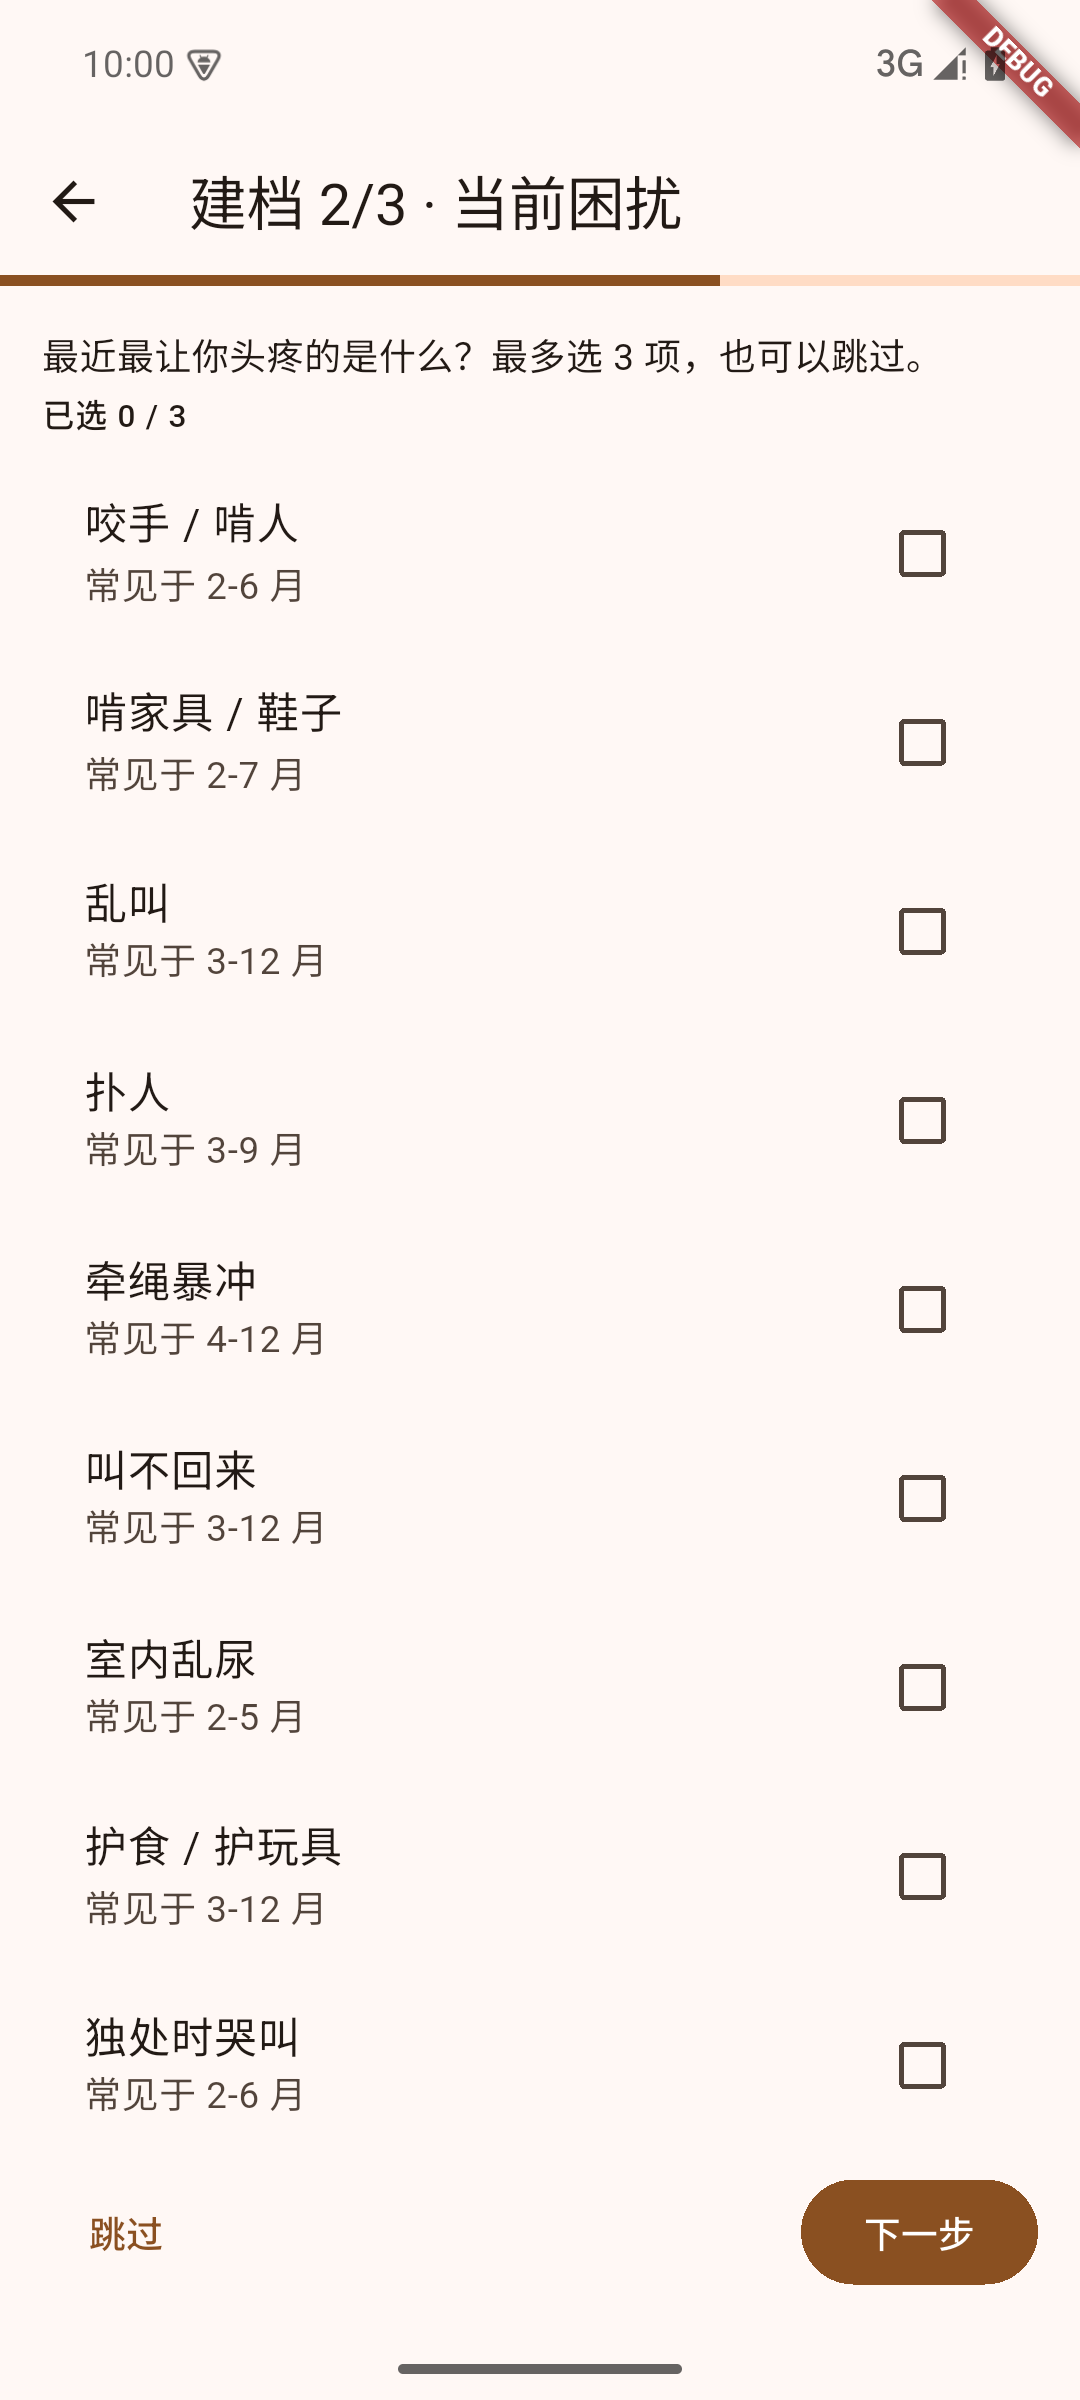 10:00
3G
DEBUG
建档 2/3 · 当前困扰
最近最让你头疼的是什么？最多选 3 项，也可以跳过。
已选 0 / 3
咬手 / 啃人
常见于 2-6 月
啃家具 / 鞋子
常见于 2-7 月
乱叫
常见于 3-12 月
扑人
常见于 3-9 月
牵绳暴冲
常见于 4-12 月
叫不回来
常见于 3-12 月
室内乱尿
常见于 2-5 月
护食 / 护玩具
常见于 3-12 月
独处时哭叫
常见于 2-6 月
跳过
下一步